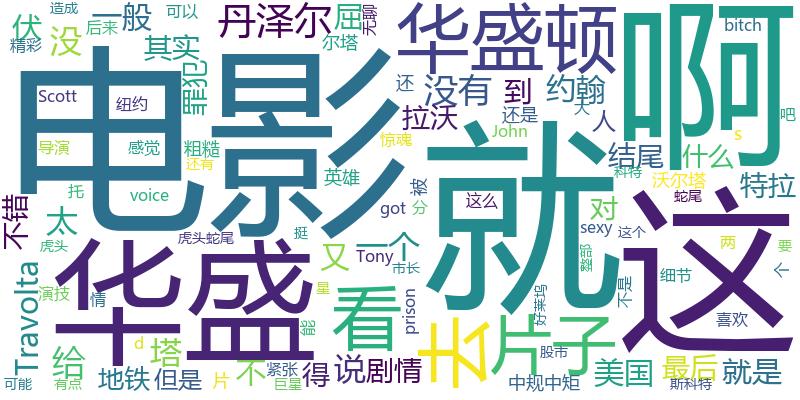 电影
就
这
啊
华盛
华盛顿
看
去
片子
丹泽尔
一般
可以
造成
后来
伏
没
精彩
其实
屈
尔塔
无聊
罪犯
没有
到
约翰
还
拉沃
还是
大
人
bitch
吧
Scott
纽约
导演
感觉
粗糙
还有
惊魂
John
结尾
什么
s
英雄
托
voice
被
沃尔塔
科特
特拉
不错
太
虎头
虎头蛇尾
挺
got
分
这么
对
sexy
这个
蛇尾
两
要
个
Travolta
演技
情
又
一个
Tony
市长
整部
不是
细节
喜欢
星
能
prison
好莱坞
给
d
塔
不
得
说
剧情
紧张
巨星
片
地铁
但是
可能
有点
股市
中规中矩
美国
最后
就是
斯科特